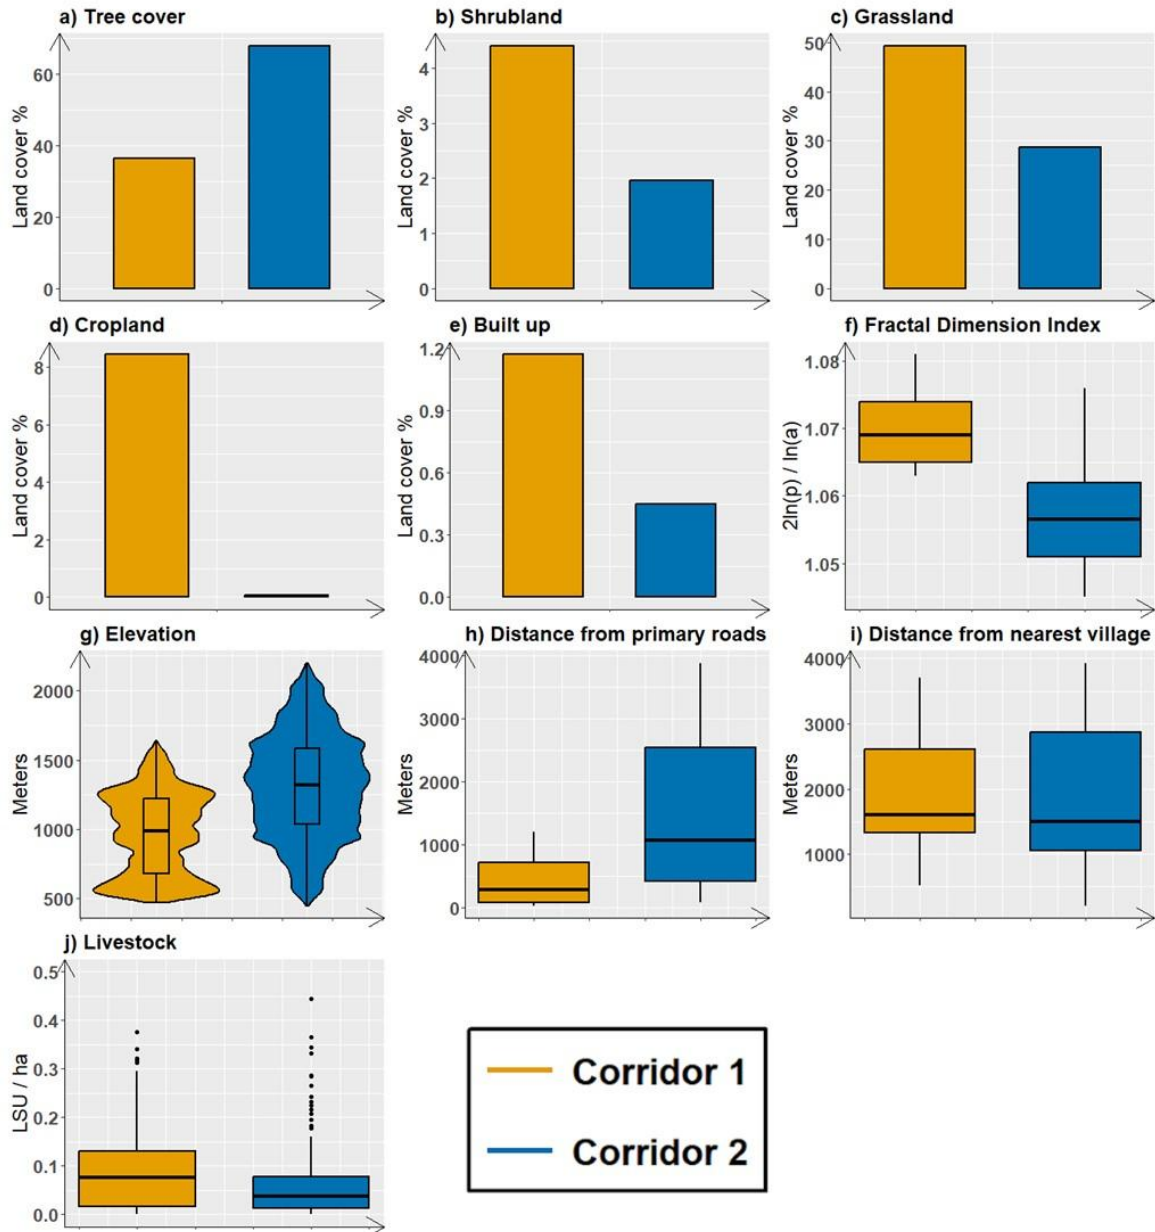 a) Tree cover
b) Shrubland
c) Grassland
Land cover %
60
40
20
0
Land cover %
4
3
2
1
0
Land cover %
50
40
30
20
10
0
d) Cropland
e) Built up
f) Fractal Dimension Index
Land cover %
8
6
4
2
0
Land cover %
1.2
0.9
0.6
0.3
0.0
2ln(p) / ln(a)
1.08
1.07
1.06
1.05
g) Elevation
h) Distance from primary roads
i) Distance from nearest village
Meters
2000
1500
1000
500
Meters
4000
3000
2000
1000
0
Meters
4000
3000
2000
1000
j) Livestock
LSU / ha
0.5
0.4
0.3
0.2
0.1
0.0
Corridor 1
Corridor 2